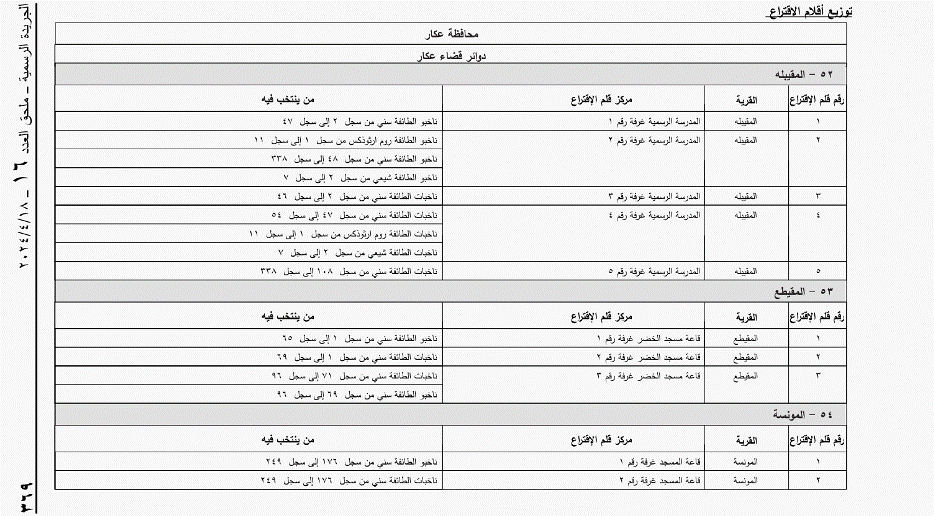 توزيع أقلام الاقتراع
محافظة عكار
دوائر قضاء عكار
٥٢ - المقيبله
رقم قلم الإقتراع القرية مركز قلم الإقتراع من ينتخب فيه
١ المقيبله المدرسة الرسمية غرفة رقم ١ ناخبو الطائفة سني من سجل ٢ إلى سجل ٤٧
٢ المقيبله المدرسة الرسمية غرفة رقم ٢ ناخبو الطائفة روم ارثوذكس من سجل ١ إلى سجل ١١
ناخبو الطائفة سني من سجل ٤٨ إلى سجل ٣٣٨
ناخبو الطائفة شيعي من سجل ٢ إلى سجل ٧
٣ المقيبله المدرسة الرسمية غرفة رقم ٣ ناخبات الطائفة سني من سجل ٢ إلى سجل ٤٦
٤ المقيبله المدرسة الرسمية غرفة رقم ٤ ناخبات الطائفة سني من سجل ٤٧ إلى سجل ٥٤
ناخبات الطائفة روم ارثوذكس من سجل ١ إلى سجل ١١
ناخبات الطائفة شيعي من سجل ٢ إلى سجل ٧
٥ المقيبله المدرسة الرسمية غرفة رقم ٥ ناخبات الطائفة سني من سجل ١٠٨ إلى سجل ٣٣٨
٥٣ - المقيطع
رقم قلم الإقتراع القرية مركز قلم الإقتراع من ينتخب فيه
١ المقيطع قاعة مسجد الخضر غرفة رقم ١ ناخبو الطائفة سني من سجل ١ إلى سجل ٦٥
٢ المقيطع قاعة مسجد الخضر غرفة رقم ٢ ناخبات الطائفة سني من سجل ١ إلى سجل ٦٩
٣ المقيطع قاعة مسجد الخضر غرفة رقم ٣ ناخبات الطائفة سني من سجل ٧١ إلى سجل ٩٦
ناخبو الطائفة سني من سجل ٦٩ إلى سجل ٩٦
٥٤ - المونسة
رقم قلم الإقتراع القرية مركز قلم الإقتراع من ينتخب فيه
١ المونسة قاعة المسجد غرفة رقم ١ ناخبو الطائفة سني من سجل ١٧٦ إلى سجل ٢٤٩
٢ المونسة قاعة المسجد غرفة رقم ٢ ناخبات الطائفة سني من سجل ١٧٦ إلى سجل ٢٤٩
الجريدة الرسمية - ملحق العدد ١٦ - ٢٠٢٤/٤/١٨
٣٦٩